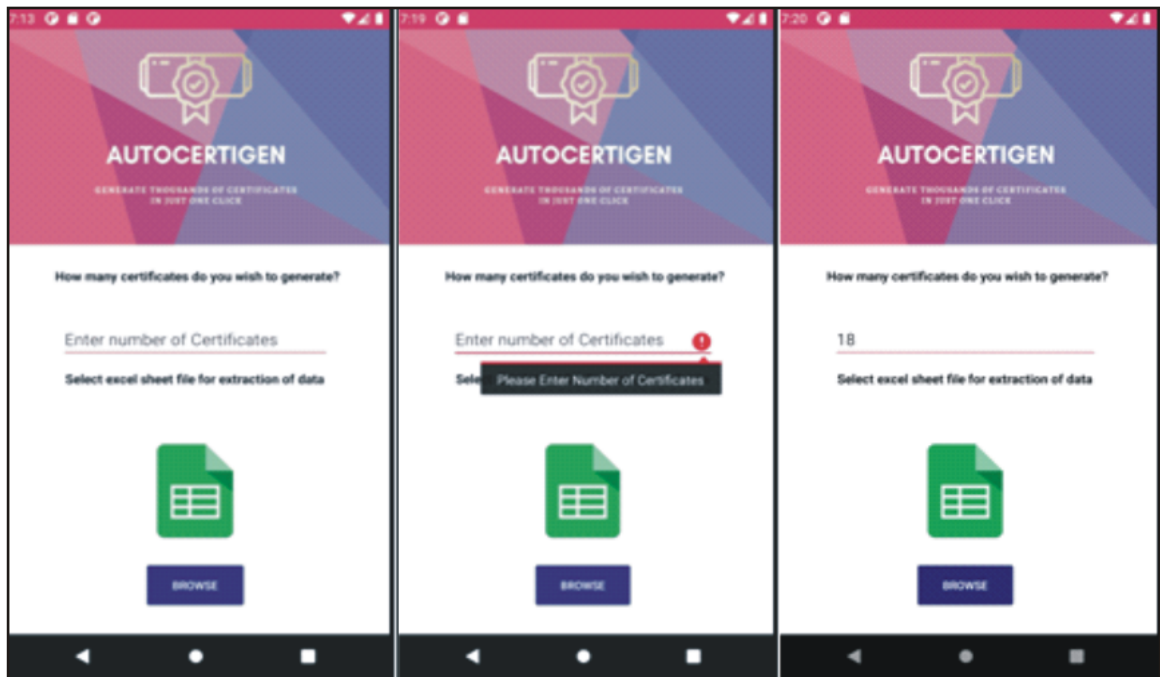 7:13
AUTOCERTIGEN
GENERATE THOUSANDS OF CERTIFICATES
IN JUST ONE CLICK
How many certificates do you wish to generate?
Enter number of Certificates
Select excel sheet file for extraction of data
BROWSE
7:19
AUTOCERTIGEN
GENERATE THOUSANDS OF CERTIFICATES
IN JUST ONE CLICK
How many certificates do you wish to generate?
Enter number of Certificates
Sele
Please Enter Number of Certificates
BROWSE
7:20
AUTOCERTIGEN
GENERATE THOUSANDS OF CERTIFICATES
IN JUST ONE CLICK
How many certificates do you wish to generate?
18
Select excel sheet file for extraction of data
BROWSE